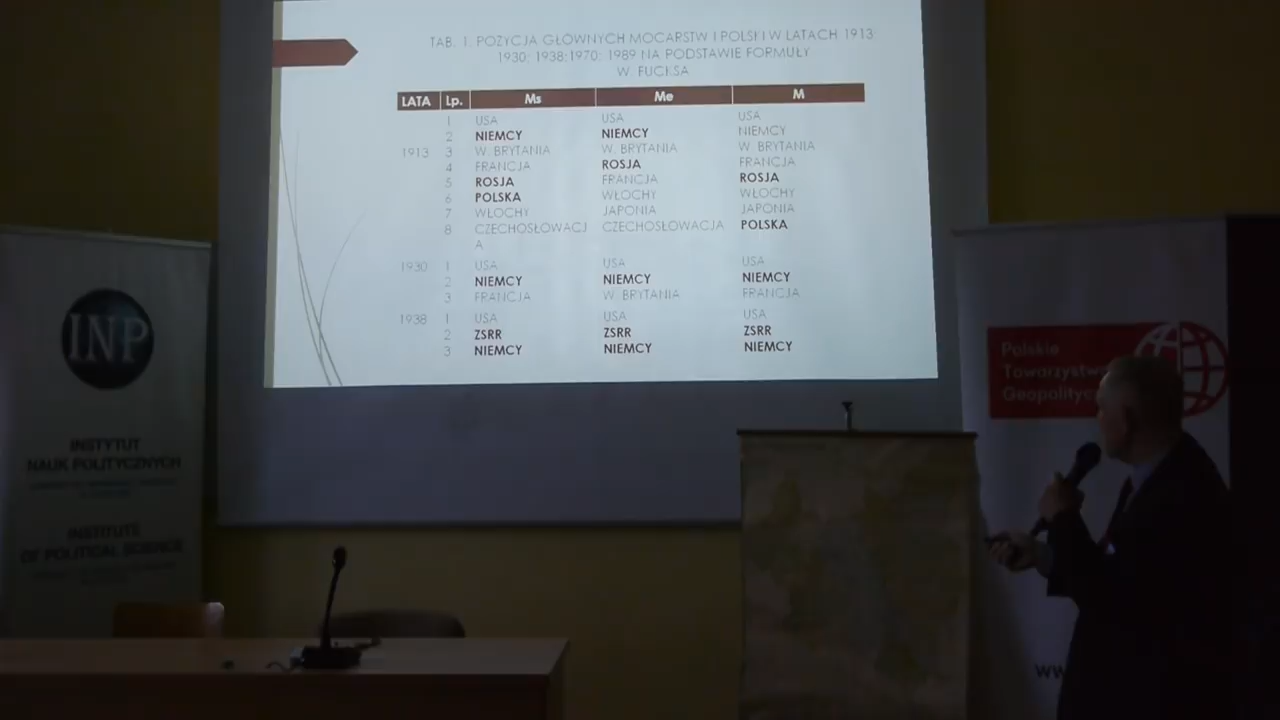 TAB. 1. POZYCJA GŁÓWNYCH MOCARSTW I POLSKI W LATACH 1913
1930; 1938;1970; 1989 NA PODSTAWIE FORMUŁY
W. FUCKSA
LATA Lp. Ms Me M
1 USA USA USA
2 NIEMCY NIEMCY NIEMCY
1913 3 W. BRYTANIA W. BRYTANIA W. BRYTANIA
4 FRANCJA ROSJA FRANCJA
5 ROSJA FRANCJA ROSJA
6 POLSKA WŁOCHY WŁOCHY
7 WŁOCHY JAPONIA JAPONIA
8 CZECHOSŁOWACJ CZECHOSŁOWACJA POLSKA
A
1930 1 USA USA USA
2 NIEMCY NIEMCY NIEMCY
3 FRANCJA W. BRYTANIA FRANCJA
1938 1 USA USA USA
2 ZSRR ZSRR ZSRR
3 NIEMCY NIEMCY NIEMCY
INP
INSTYTUT
NAUK POLITYCZNYCH
INSTITUTE
OF POLITICAL SCIENCE
Polskie
Towarzystwo
Geopolityc